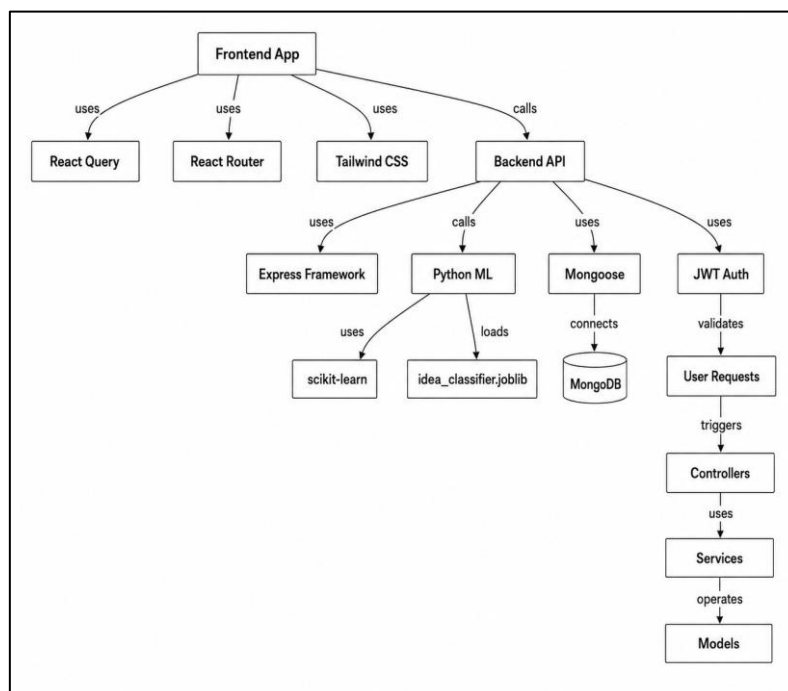 Frontend App
uses
uses
uses
calls
React Query
React Router
Tailwind CSS
Backend API
uses
calls
uses
uses
Express Framework
Python ML
Mongoose
JWT Auth
uses
loads
connects
validates
scikit-learn
idea_classifier.joblib
MongoDB
User Requests
triggers
Controllers
uses
Services
operates
Models